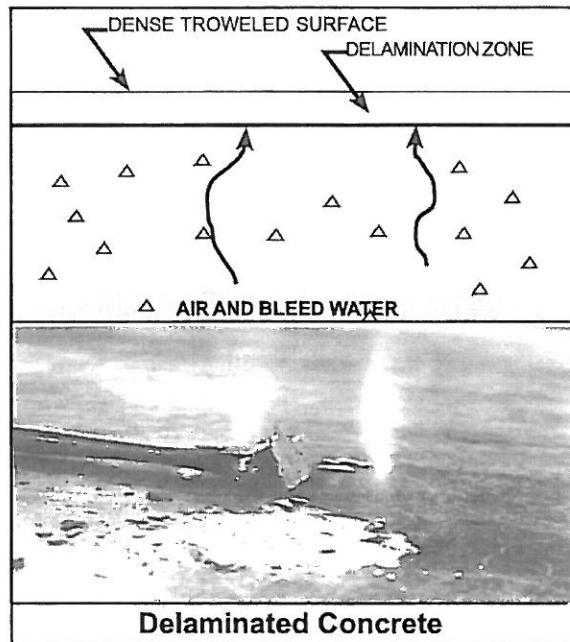 DENSE TROWELED SURFACE
DELAMINATION ZONE
AIR AND BLEED WATER
Delaminated Concrete